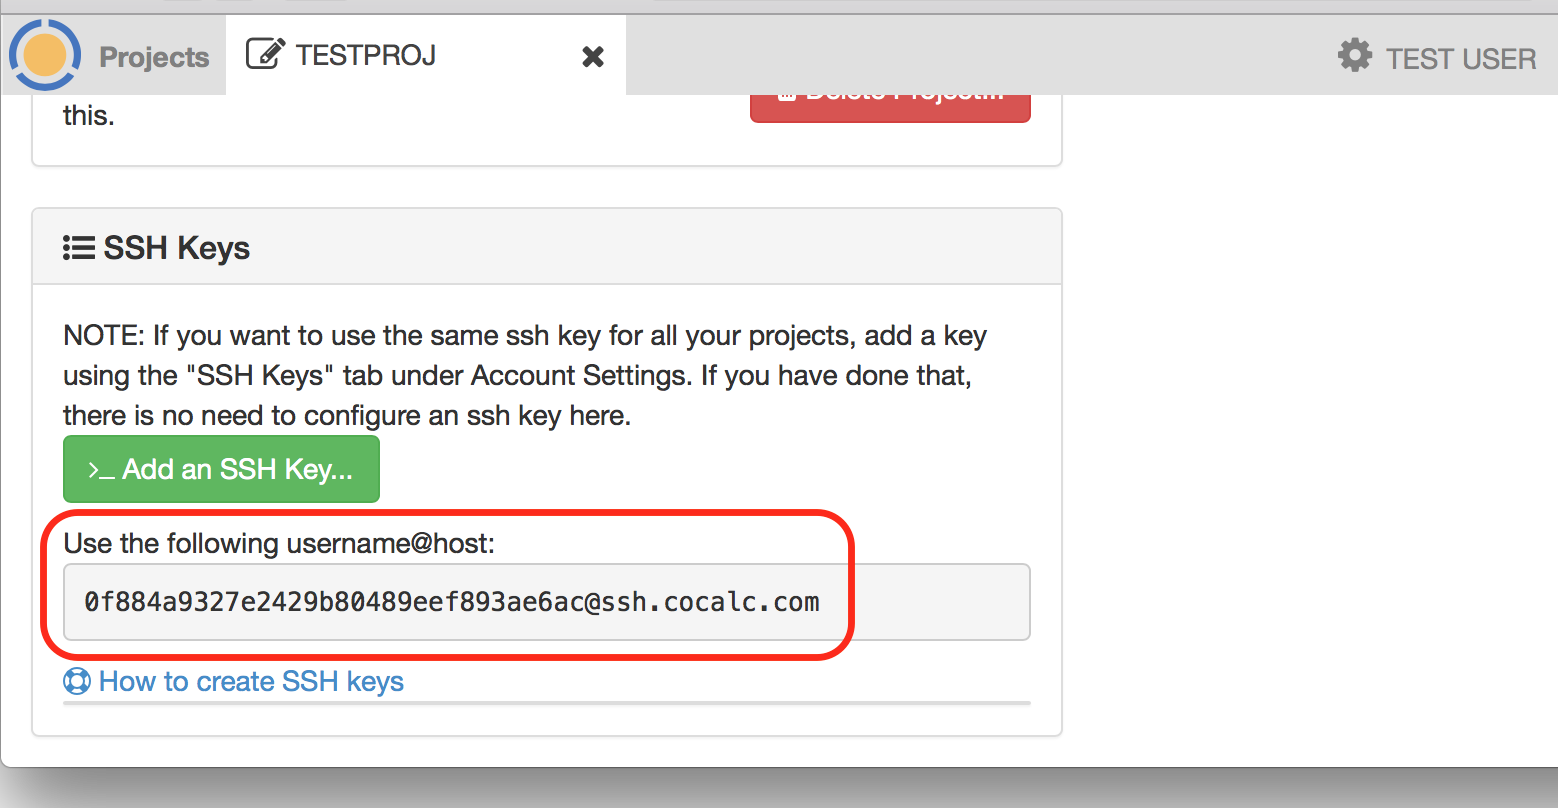 Projects
TESTPROJ
TEST USER
this.
Delete Project...
SSH Keys
NOTE: If you want to use the same ssh key for all your projects, add a key
using the "SSH Keys" tab under Account Settings. If you have done that,
there is no need to configure an ssh key here.
>_ Add an SSH Key...
Use the following username@host:
0f884a9327e2429b80489eef893ae6ac@ssh.cocalc.com
How to create SSH keys